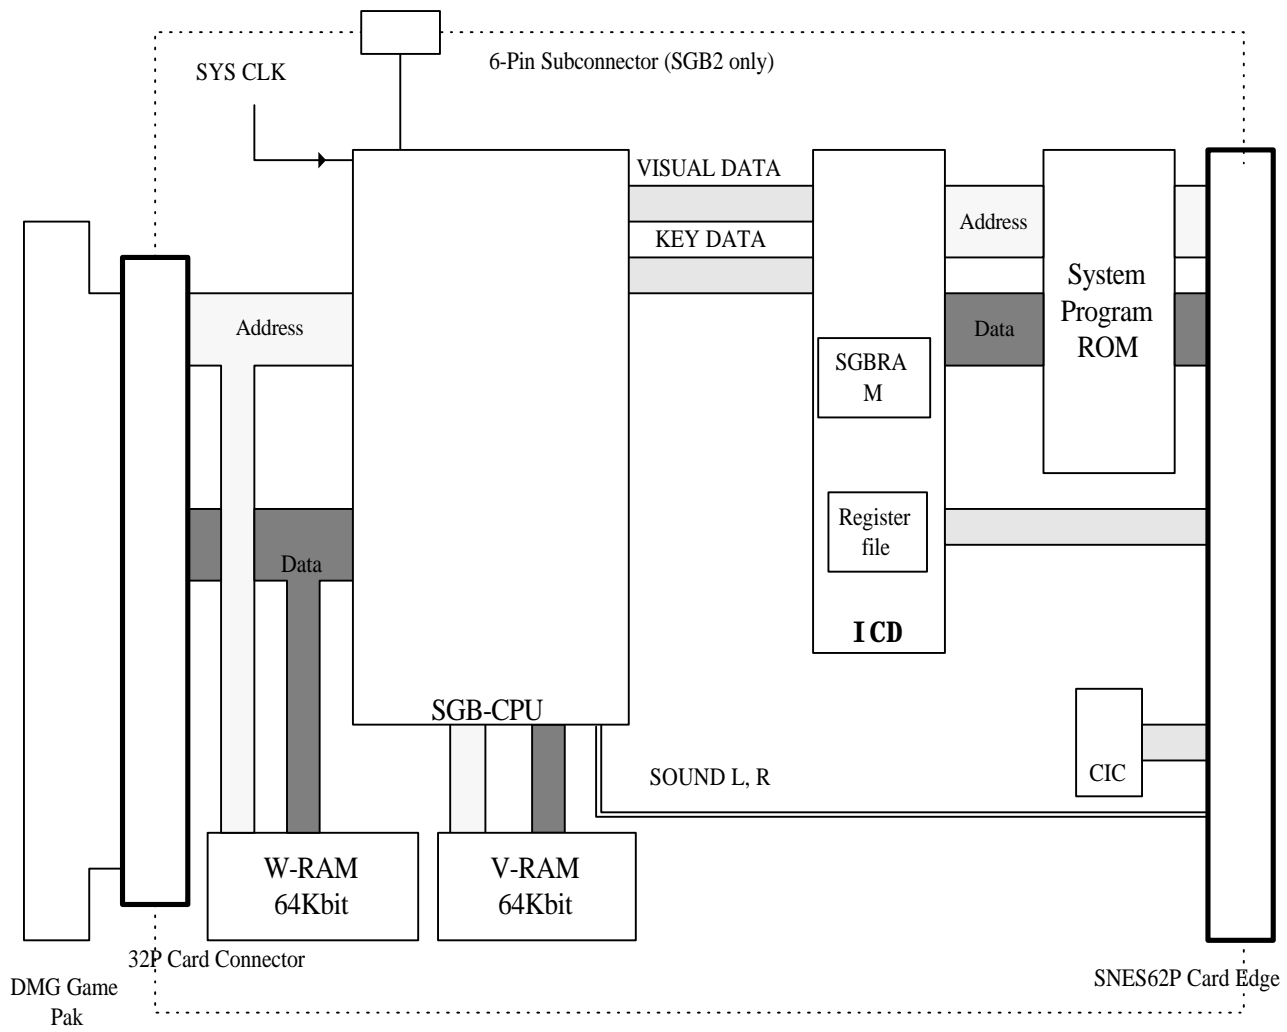 6-Pin Subconnector (SGB2 only)
SYS CLK
VISUAL DATA
KEY DATA
Address
System
Program
ROM
Address
Data
SGBRA
M
Register
file
Data
ICD
SGB-CPU
SOUND L, R
CIC
W-RAM
64Kbit
V-RAM
64Kbit
32P Card Connector
SNES62P Card Edge
DMG Game
Pak